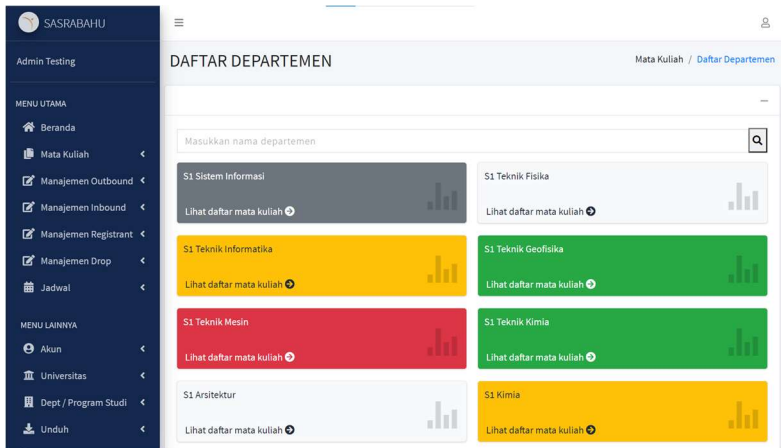 SASRABAHU
Admin Testing
MENU UTAMA
Beranda
Mata Kuliah
Manajemen Outbound
Manajemen Inbound
Manajemen Registrant
Manajemen Drop
Jadwal
MENU LAINNYA
Akun
Universitas
Dept / Program Studi
Unduh
DAFTAR DEPARTEMEN
Mata Kuliah / Daftar Departemen
Masukkan nama departemen
S1 Sistem Informasi
Lihat daftar mata kuliah
S1 Teknik Fisika
Lihat daftar mata kuliah
S1 Teknik Informatika
Lihat daftar mata kuliah
S1 Teknik Geofisika
Lihat daftar mata kuliah
S1 Teknik Mesin
Lihat daftar mata kuliah
S1 Teknik Kimia
Lihat daftar mata kuliah
S1 Arsitektur
Lihat daftar mata kuliah
S1 Kimia
Lihat daftar mata kuliah